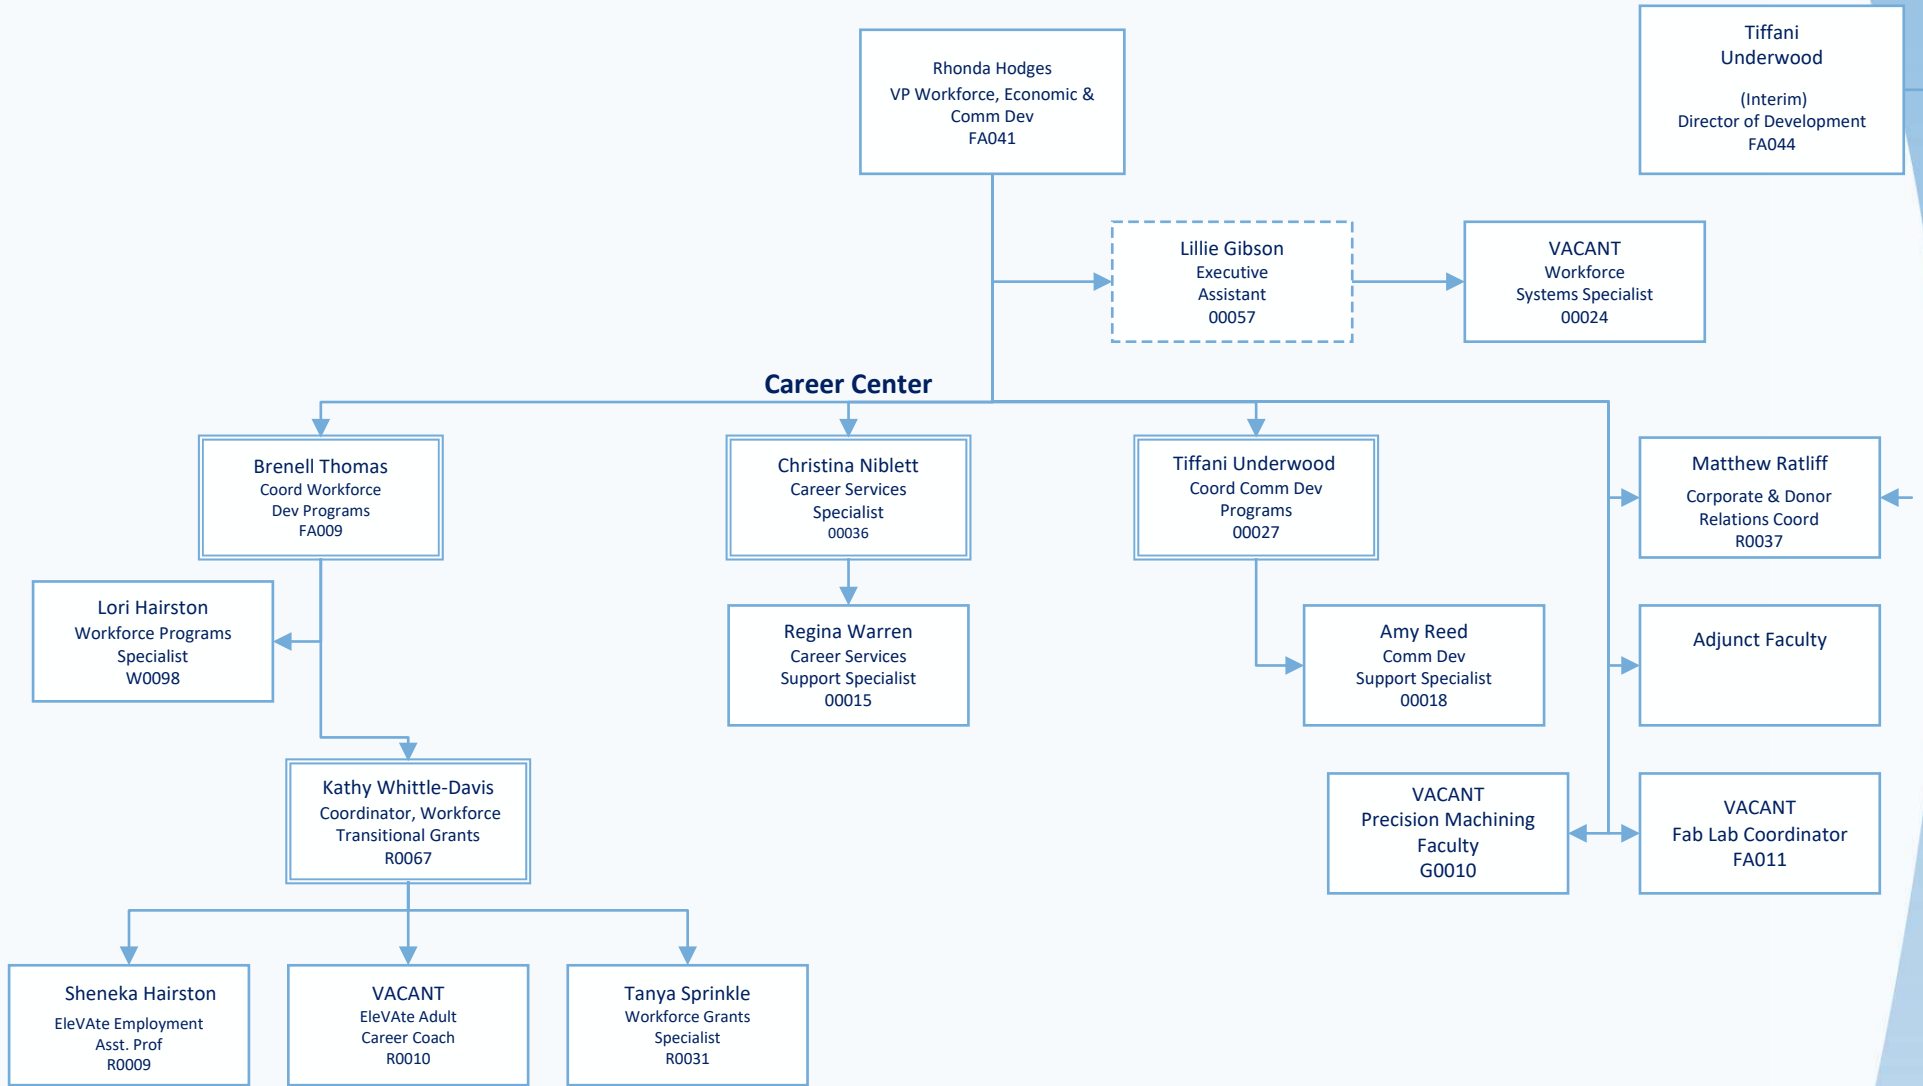 Rhonda Hodges
VP Workforce, Economic &
Comm Dev
FA041
Tiffani
Underwood
(Interim)
Director of Development
FA044
Lillie Gibson
Executive
Assistant
00057
VACANT
Workforce
Systems Specialist
00024
Career Center
Brenell Thomas
Coord Workforce
Dev Programs
FA009
Christina Niblett
Career Services
Specialist
00036
Tiffani Underwood
Coord Comm Dev
Programs
00027
Matthew Ratliff
Corporate & Donor
Relations Coord
R0037
Lori Hairston
Workforce Programs
Specialist
W0098
Regina Warren
Career Services
Support Specialist
00015
Amy Reed
Comm Dev
Support Specialist
00018
Adjunct Faculty
Kathy Whittle-Davis
Coordinator, Workforce
Transitional Grants
R0067
VACANT
Precision Machining
Faculty
G0010
VACANT
Fab Lab Coordinator
FA011
Sheneka Hairston
EleVAte Employment
Asst. Prof
R0009
VACANT
EleVAte Adult
Career Coach
R0010
Tanya Sprinkle
Workforce Grants
Specialist
R0031